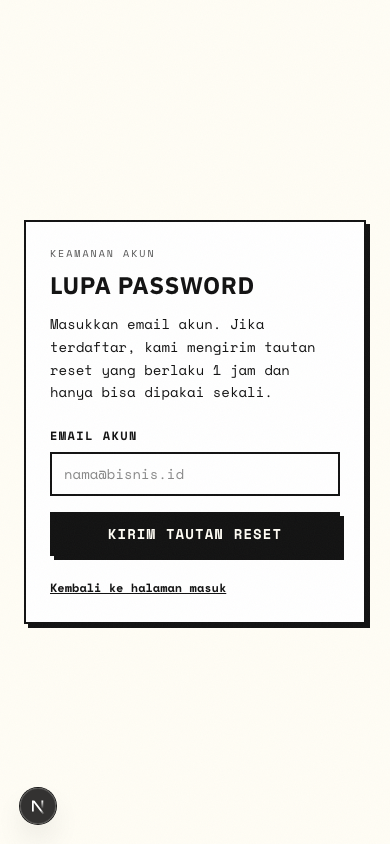 KEAMANAN AKUN
LUPA PASSWORD
Masukkan email akun. Jika
terdaftar, kami mengirim tautan
reset yang berlaku 1 jam dan
hanya bisa dipakai sekali.
EMAIL AKUN
nama@bisnis.id
KIRIM TAUTAN RESET
Kembali ke halaman masuk
N